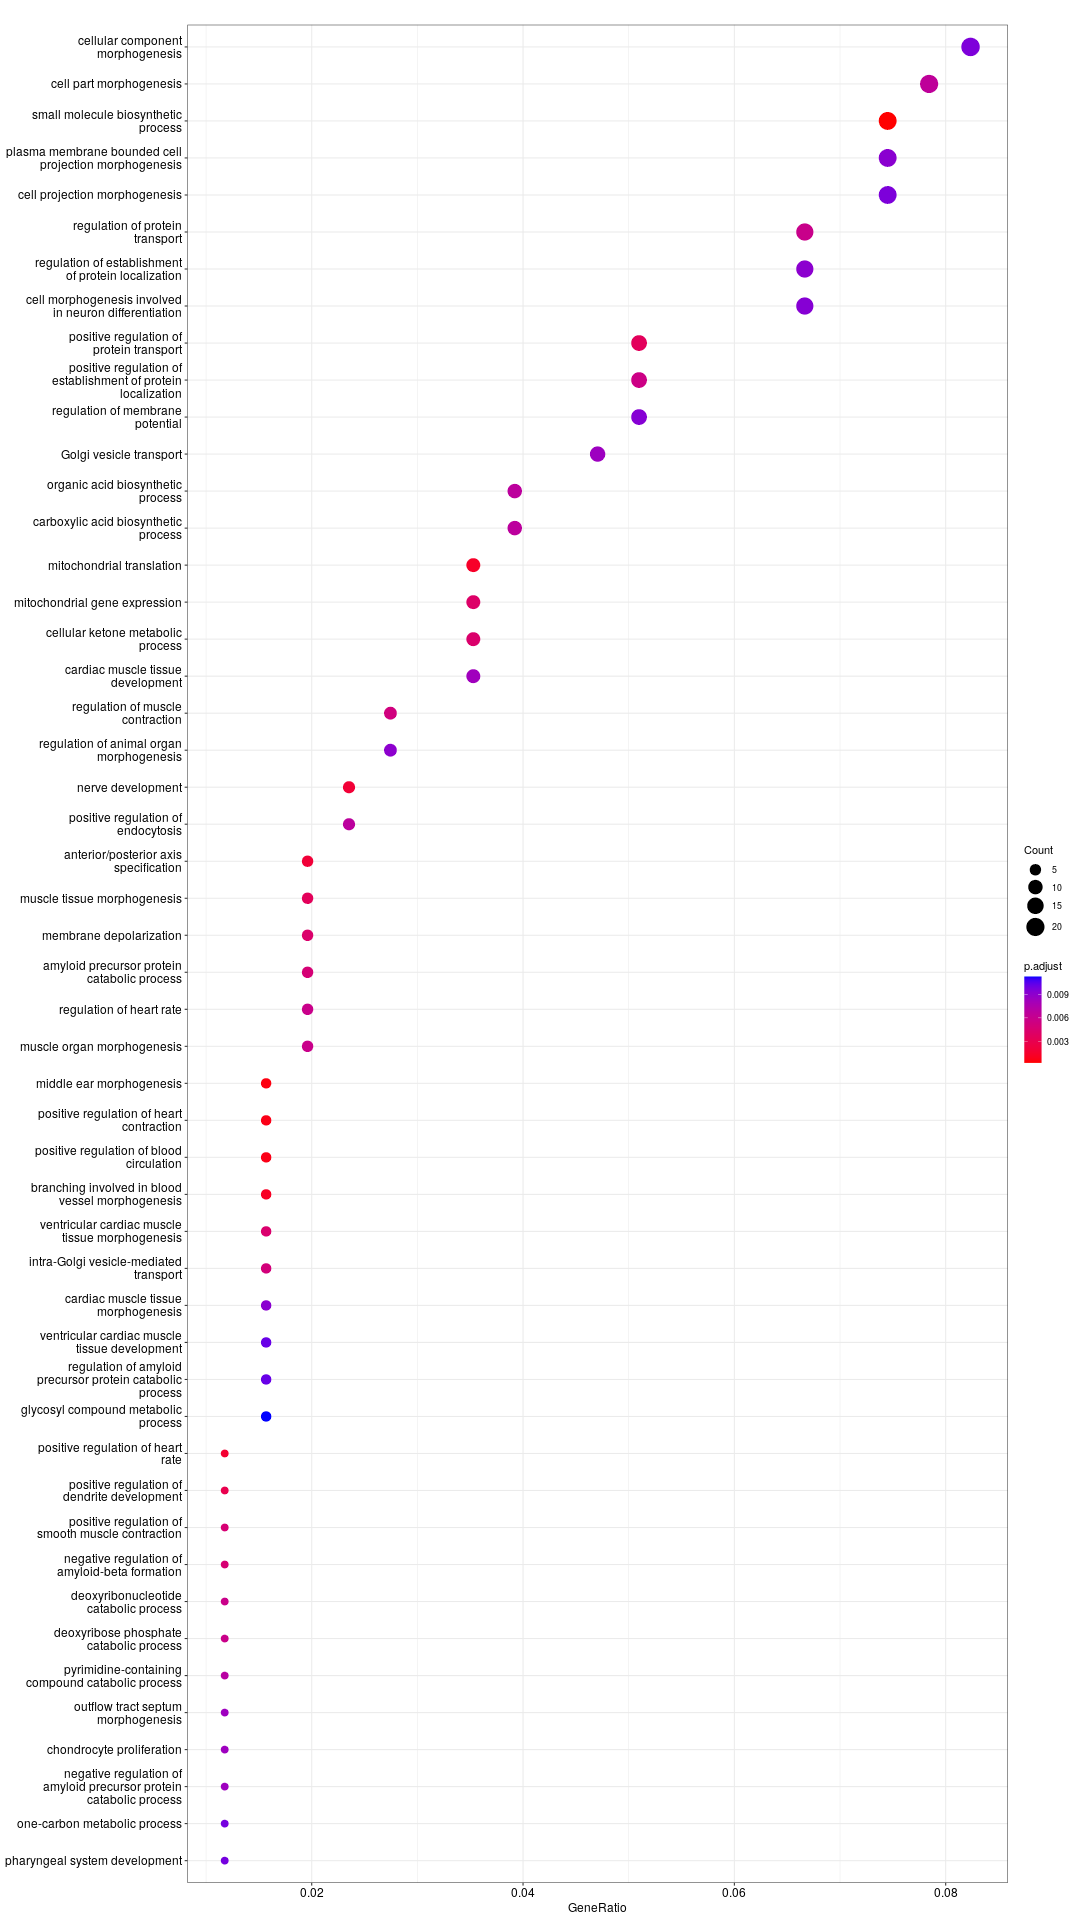 cellular component
morphogenesis
cell part morphogenesis
small molecule biosynthetic
process
plasma membrane bounded cell
projection morphogenesis
cell projection morphogenesis
regulation of protein
transport
regulation of establishment
of protein localization
cell morphogenesis involved
in neuron differentiation
positive regulation of
protein transport
positive regulation of
establishment of protein
localization
regulation of membrane
potential
Golgi vesicle transport
organic acid biosynthetic
process
carboxylic acid biosynthetic
process
mitochondrial translation
mitochondrial gene expression
cellular ketone metabolic
process
cardiac muscle tissue
development
regulation of muscle
contraction
regulation of animal organ
morphogenesis
nerve development
positive regulation of
endocytosis
anterior/posterior axis
specification
muscle tissue morphogenesis
membrane depolarization
amyloid precursor protein
catabolic process
regulation of heart rate
muscle organ morphogenesis
middle ear morphogenesis
positive regulation of heart
contraction
positive regulation of blood
circulation
branching involved in blood
vessel morphogenesis
ventricular cardiac muscle
tissue morphogenesis
intra-Golgi vesicle-mediated
transport
cardiac muscle tissue
morphogenesis
ventricular cardiac muscle
tissue development
regulation of amyloid
precursor protein catabolic
process
glycosyl compound metabolic
process
positive regulation of heart
rate
positive regulation of
dendrite development
positive regulation of
smooth muscle contraction
negative regulation of
amyloid-beta formation
deoxyribonucleotide
catabolic process
deoxyribose phosphate
catabolic process
pyrimidine-containing
compound catabolic process
outflow tract septum
morphogenesis
chondrocyte proliferation
negative regulation of
amyloid precursor protein
catabolic process
one-carbon metabolic process
pharyngeal system development
0.02 0.04 0.06 0.08
GeneRatio
Count
5
10
15
20
p.adjust
0.009
0.006
0.003